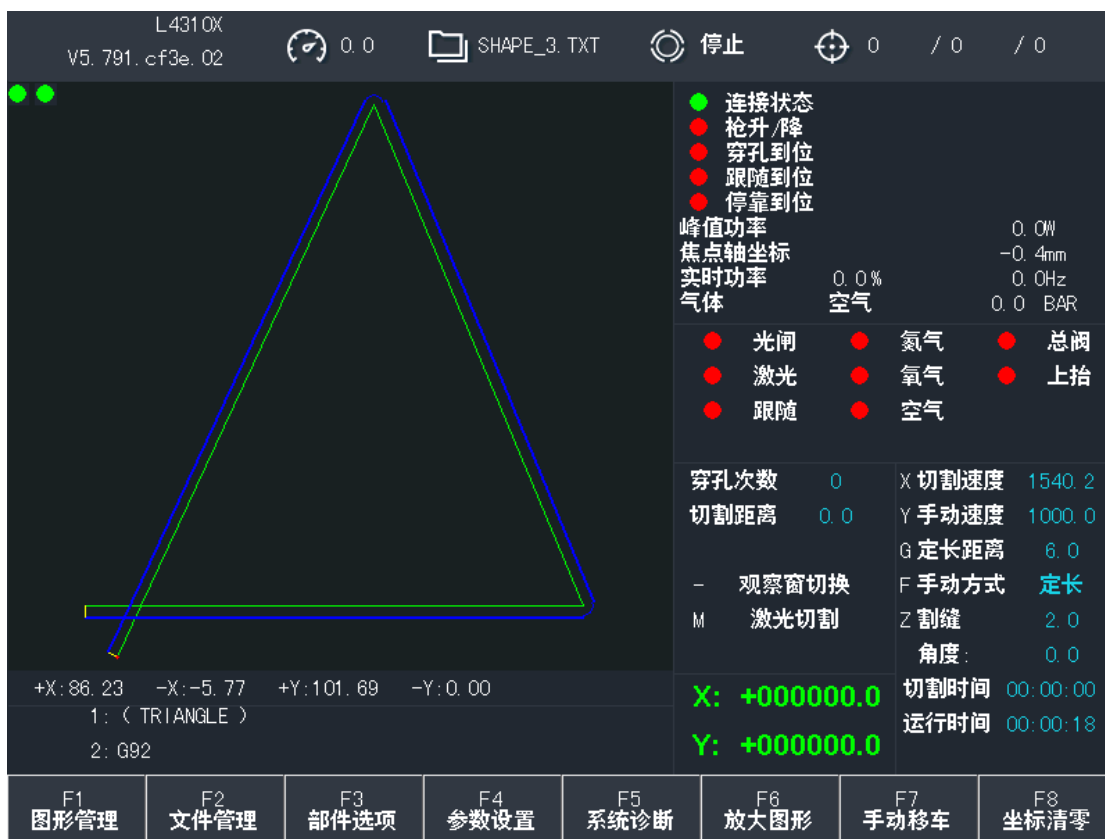 L4310X
V5.791.cf3e.02
0.0
SHAPE_3.TXT
停止
0 /0 /0
连接状态
枪升/降
穿孔到位
跟随到位
停靠到位
峰值功率 0.0W
焦点轴坐标 -0.4mm
实时功率 0.0% 0.0Hz
气体 空气 0.0 BAR
光闸 氮气 总阀
激光 氧气 上抬
跟随 空气
穿孔次数 0 X切割速度 1540.2
切割距离 0.0 Y手动速度 1000.0
G定长距离 6.0
- 观察窗切换 F手动方式 定长
M 激光切割 Z割缝 2.0
角度: 0.0
+X:86.23 -X:-5.77 +Y:101.69 -Y:0.00
X: +000000.0 切割时间 00:00:00
1:( TRIANGLE )
Y: +000000.0 运行时间 00:00:18
2:G92
F1 F2 F3 F4 F5 F6 F7 F8
图形管理 文件管理 部件选项 参数设置 系统诊断 放大图形 手动移车 坐标清零